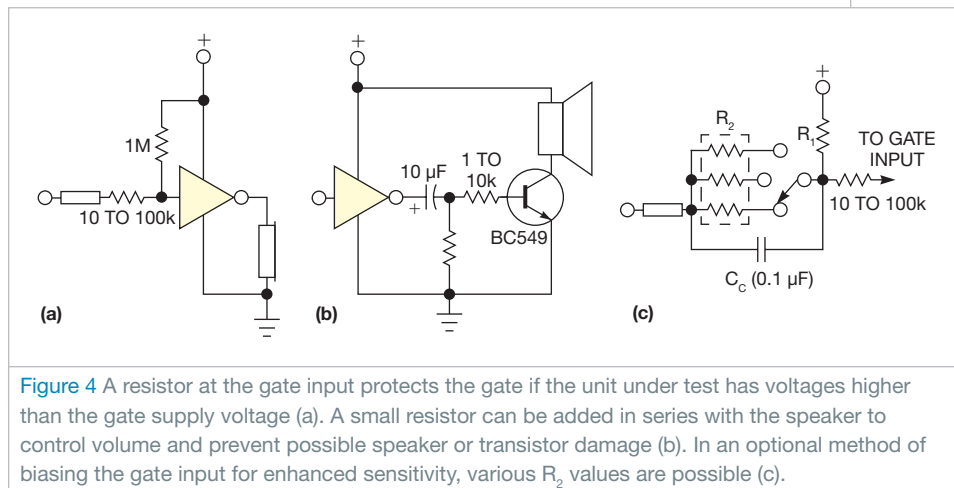 +
1M
10 TO 100k
(a)
+
10 µF
+
1 TO
10k
BC549
(b)
+
R₂
R₁
TO GATE
INPUT
10 TO 100k
C_C (0.1 µF)
(c)
Figure 4 A resistor at the gate input protects the gate if the unit under test has voltages higher
than the gate supply voltage (a). A small resistor can be added in series with the speaker to
control volume and prevent possible speaker or transistor damage (b). In an optional method of
biasing the gate input for enhanced sensitivity, various R₂ values are possible (c).